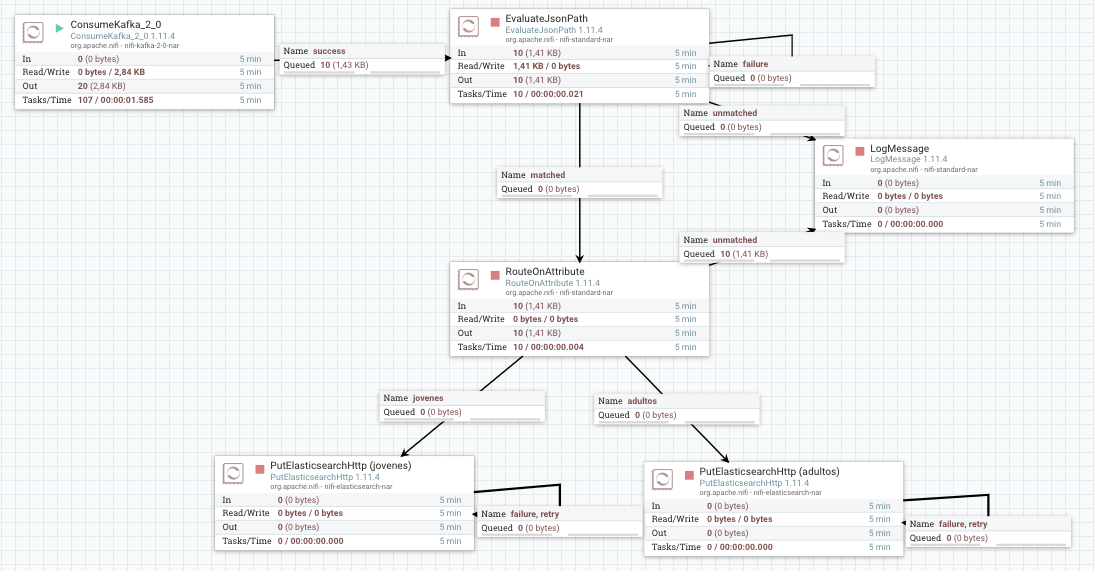 ConsumeKafka_2_0
ConsumeKafka_2_0 1.11.4
org.apache.nifi - nifi-kafka-2-0-nar
In 0 (0 bytes) 5 min
Read/Write 0 bytes / 2,84 KB 5 min
Out 20 (2,84 KB) 5 min
Tasks/Time 107 / 00:00:01.585 5 min
Name success
Queued 10 (1,43 KB)
EvaluateJsonPath
EvaluateJsonPath 1.11.4
org.apache.nifi - nifi-standard-nar
In 10 (1,41 KB) 5 min
Read/Write 1,41 KB / 0 bytes 5 min
Out 10 (1,41 KB) 5 min
Tasks/Time 10 / 00:00:00.021 5 min
Name failure
Queued 0 (0 bytes)
Name unmatched
Queued 0 (0 bytes)
LogMessage
LogMessage 1.11.4
org.apache.nifi - nifi-standard-nar
In 0 (0 bytes) 5 min
Read/Write 0 bytes / 0 bytes 5 min
Out 0 (0 bytes) 5 min
Tasks/Time 0 / 00:00:00.000 5 min
Name matched
Queued 0 (0 bytes)
Name unmatched
Queued 10 (1,41 KB)
RouteOnAttribute
RouteOnAttribute 1.11.4
org.apache.nifi - nifi-standard-nar
In 10 (1,41 KB) 5 min
Read/Write 0 bytes / 0 bytes 5 min
Out 10 (1,41 KB) 5 min
Tasks/Time 10 / 00:00:00.004 5 min
Name jovenes
Queued 0 (0 bytes)
Name adultos
Queued 0 (0 bytes)
PutElasticsearchHttp (jovenes)
PutElasticsearchHttp 1.11.4
org.apache.nifi - nifi-elasticsearch-nar
In 0 (0 bytes) 5 min
Read/Write 0 bytes / 0 bytes 5 min
Out 0 (0 bytes) 5 min
Tasks/Time 0 / 00:00:00.000 5 min
Name failure, retry
Queued 0 (0 bytes)
PutElasticsearchHttp (adultos)
PutElasticsearchHttp 1.11.4
org.apache.nifi - nifi-elasticsearch-nar
In 0 (0 bytes) 5 min
Read/Write 0 bytes / 0 bytes 5 min
Out 0 (0 bytes) 5 min
Tasks/Time 0 / 00:00:00.000 5 min
Name failure, retry
Queued 0 (0 bytes)